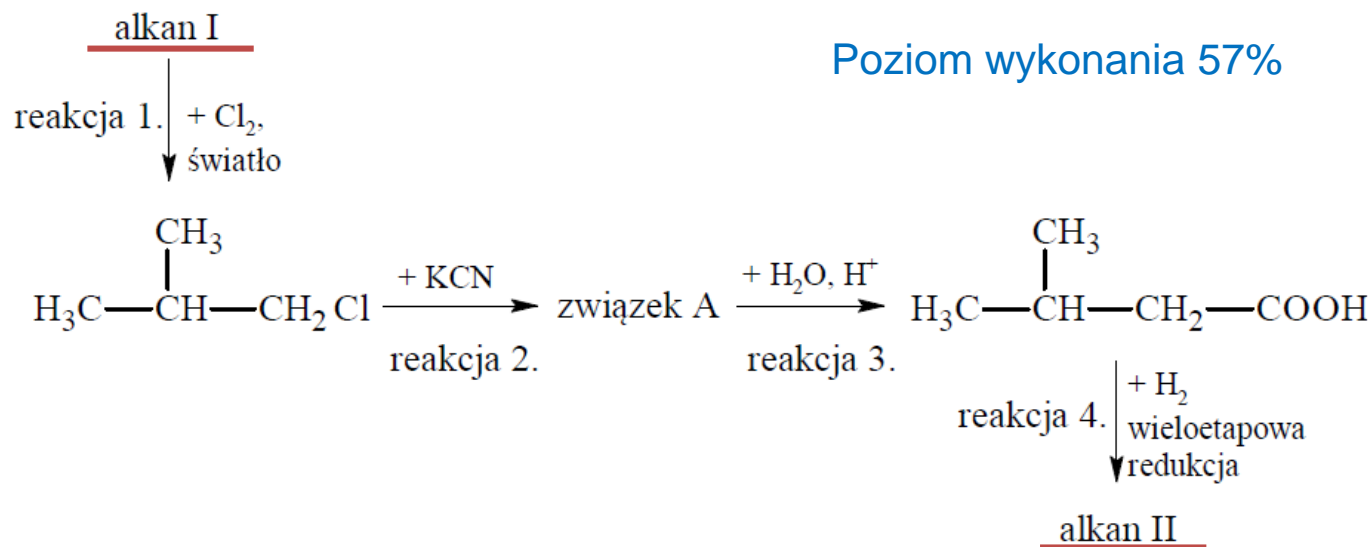 alkan I
Poziom wykonania 57%
reakcja 1.
+ Cl₂,
światło
CH₃
H₃C—CH—CH₂Cl
+ KCN
reakcja 2.
związek A
+ H₂O, H⁺
reakcja 3.
CH₃
H₃C—CH—CH₂—COOH
reakcja 4.
+ H₂
wieloetapowa
redukcja
alkan II